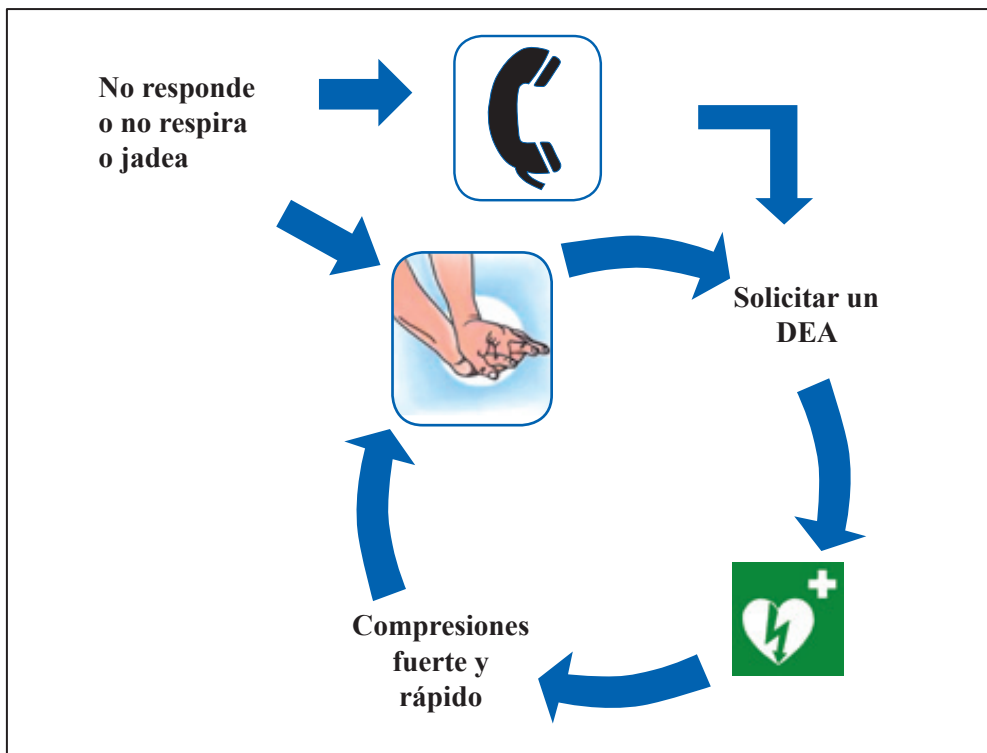 No responde
o no respira
o jadea
Solicitar un
DEA
Compresiones
fuerte y
rápido